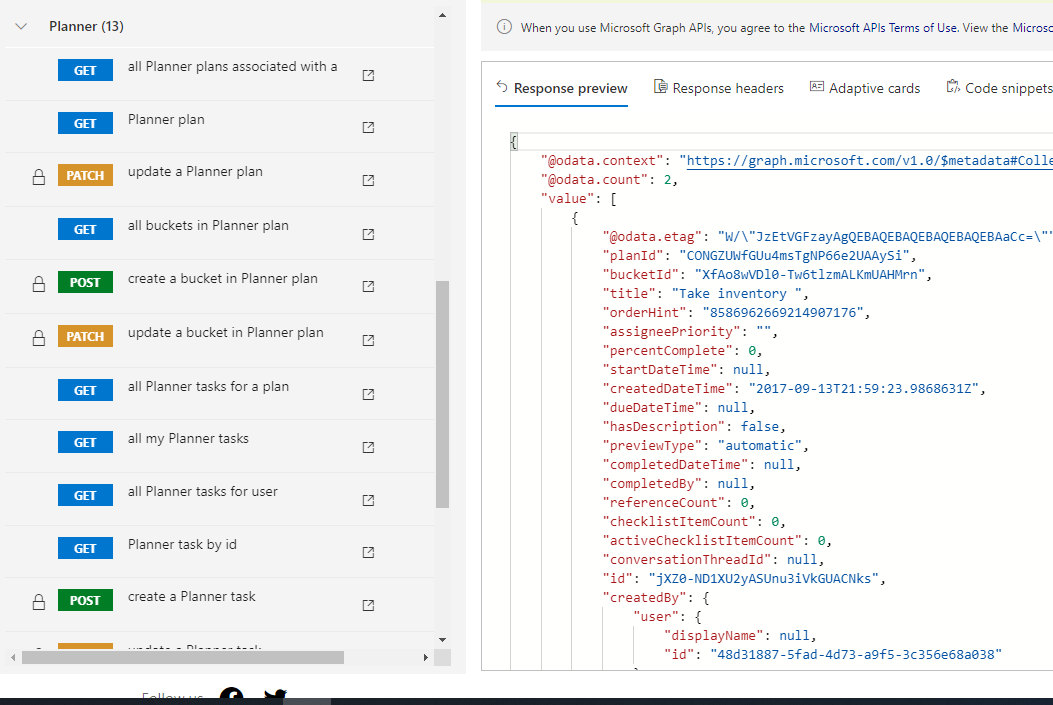 Planner (13)
GET all Planner plans associated with a
GET Planner plan
PATCH update a Planner plan
GET all buckets in Planner plan
POST create a bucket in Planner plan
PATCH update a bucket in Planner plan
GET all Planner tasks for a plan
GET all my Planner tasks
GET all Planner tasks for user
GET Planner task by id
POST create a Planner task
update a Planner task
Follow us
When you use Microsoft Graph APIs, you agree to the Microsoft APIs Terms of Use. View the Microso
Response preview Response headers Adaptive cards Code snippets
{
"@odata.context": "https://graph.microsoft.com/v1.0/$metadata#Colle
"@odata.count": 2,
"value": [
{
"@odata.etag": "W/\"JzEtVGFzayAgQEBAQEBAQEBAQEBAQEBAaCc=\""
"planId": "CONGZUWfGUu4msTgNP66e2UAAySi",
"bucketId": "XfAo8wVDl0-Tw6tlzmALKmUAHMrn",
"title": "Take inventory ",
"orderHint": "8586962669214907176",
"assigneePriority": "",
"percentComplete": 0,
"startDateTime": null,
"createdDateTime": "2017-09-13T21:59:23.9868631Z",
"dueDateTime": null,
"hasDescription": false,
"previewType": "automatic",
"completedDateTime": null,
"completedBy": null,
"referenceCount": 0,
"checklistItemCount": 0,
"activeChecklistItemCount": 0,
"conversationThreadId": null,
"id": "jXZ0-ND1XU2yASUnu3iVkGUACNks",
"createdBy": {
"user": {
"displayName": null,
"id": "48d31887-5fad-4d73-a9f5-3c356e68a038"